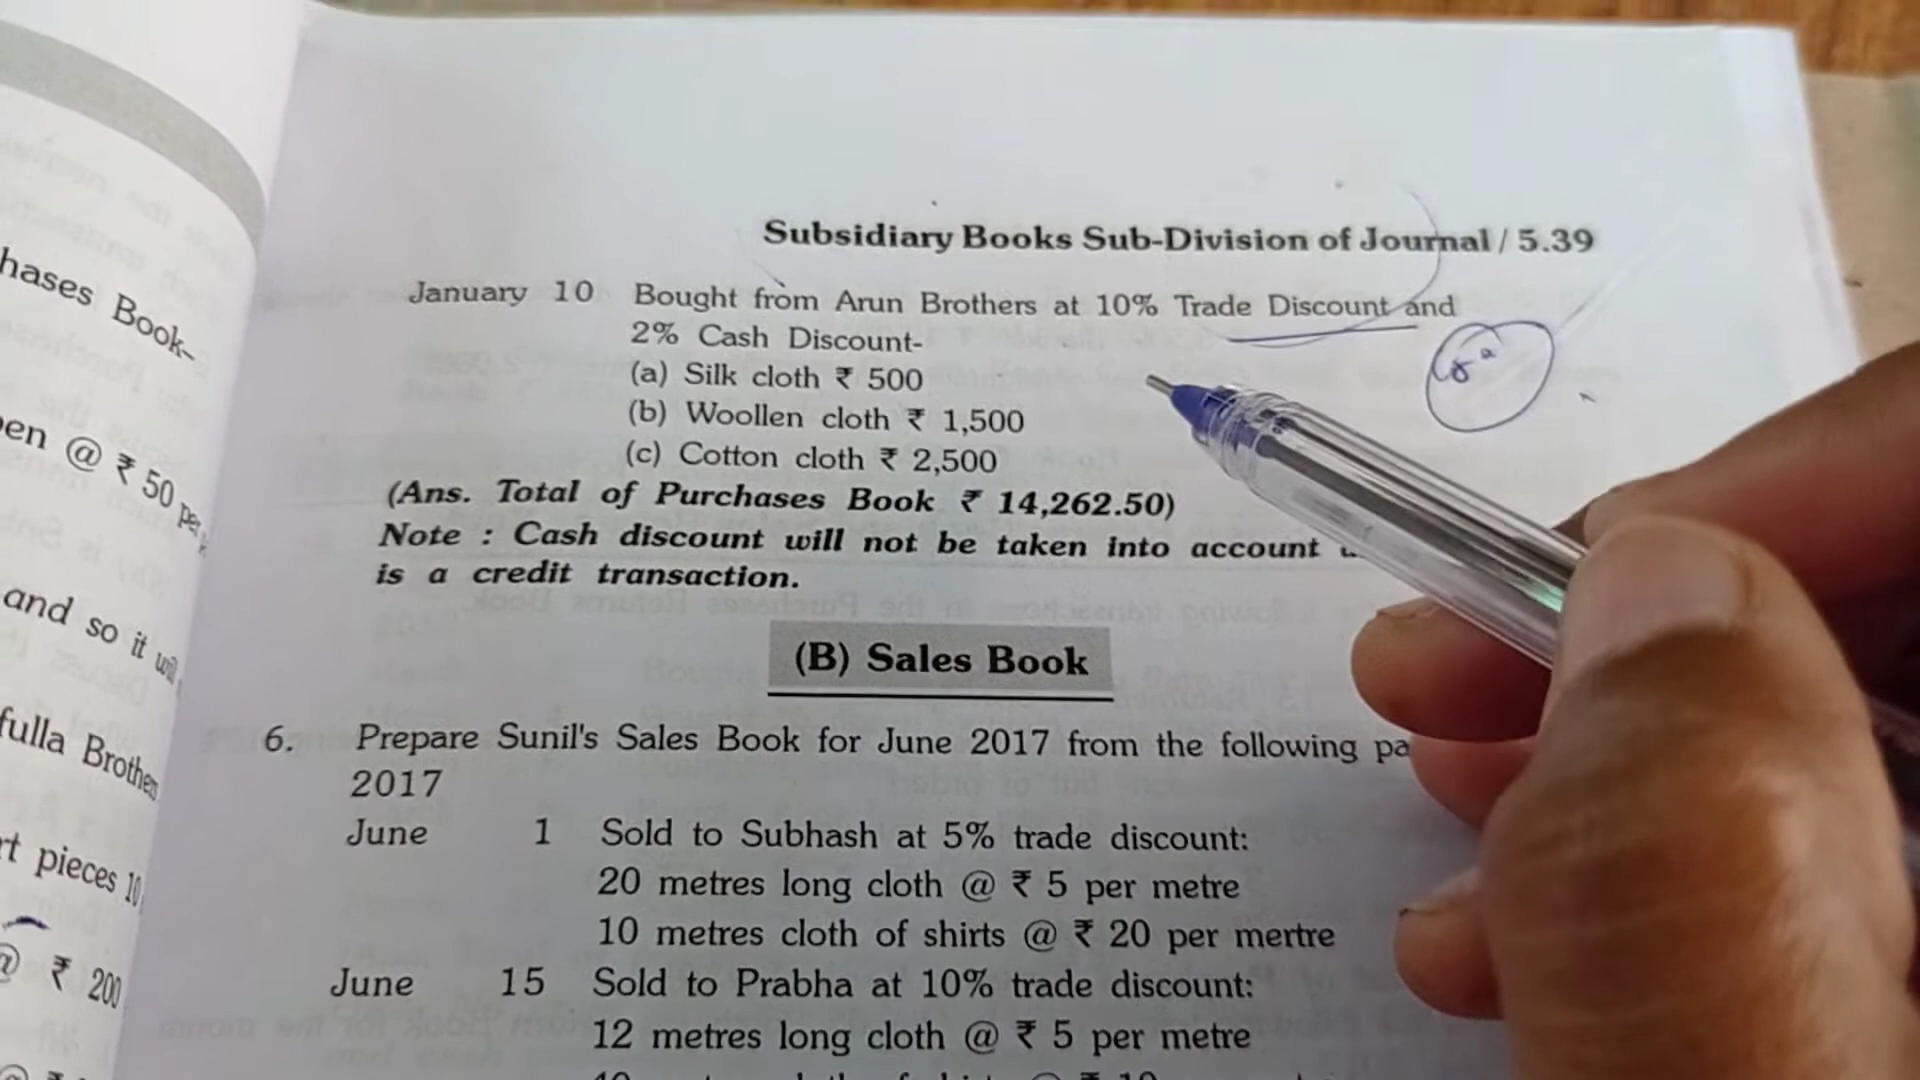 hases Book-
en @ ₹ 50 per
and so it
fulla Brothers
rt pieces 10
@ ₹ 200
Subsidiary Books Sub-Division of Journal / 5.39
January 10 Bought from Arun Brothers at 10% Trade Discount and
2% Cash Discount-
(a) Silk cloth ₹ 500
(b) Woollen cloth ₹ 1,500
(c) Cotton cloth ₹ 2,500
(Ans. Total of Purchases Book ₹ 14,262.50)
Note : Cash discount will not be taken into account
is a credit transaction.
(B) Sales Book
6. Prepare Sunil's Sales Book for June 2017 from the following pa
2017
June 1 Sold to Subhash at 5% trade discount:
20 metres long cloth @ ₹ 5 per metre
10 metres cloth of shirts @ ₹ 20 per mertre
June 15 Sold to Prabha at 10% trade discount:
12 metres long cloth @ ₹ 5 per metre